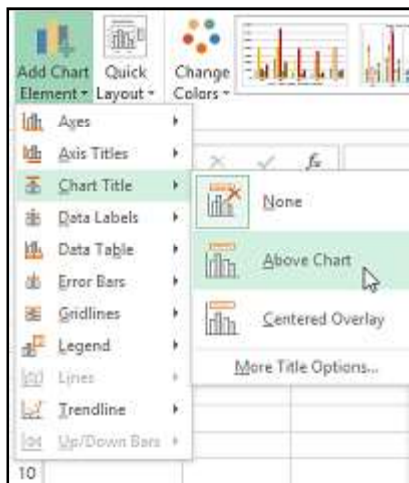 Add Chart Element
Quick Layout
Change Colors
Axes
Axis Titles
Chart Title
Data Labels
Data Table
Error Bars
Gridlines
Legend
Lines
Trendline
Up/Down Bars
fx
None
Above Chart
Centered Overlay
More Title Options...
10